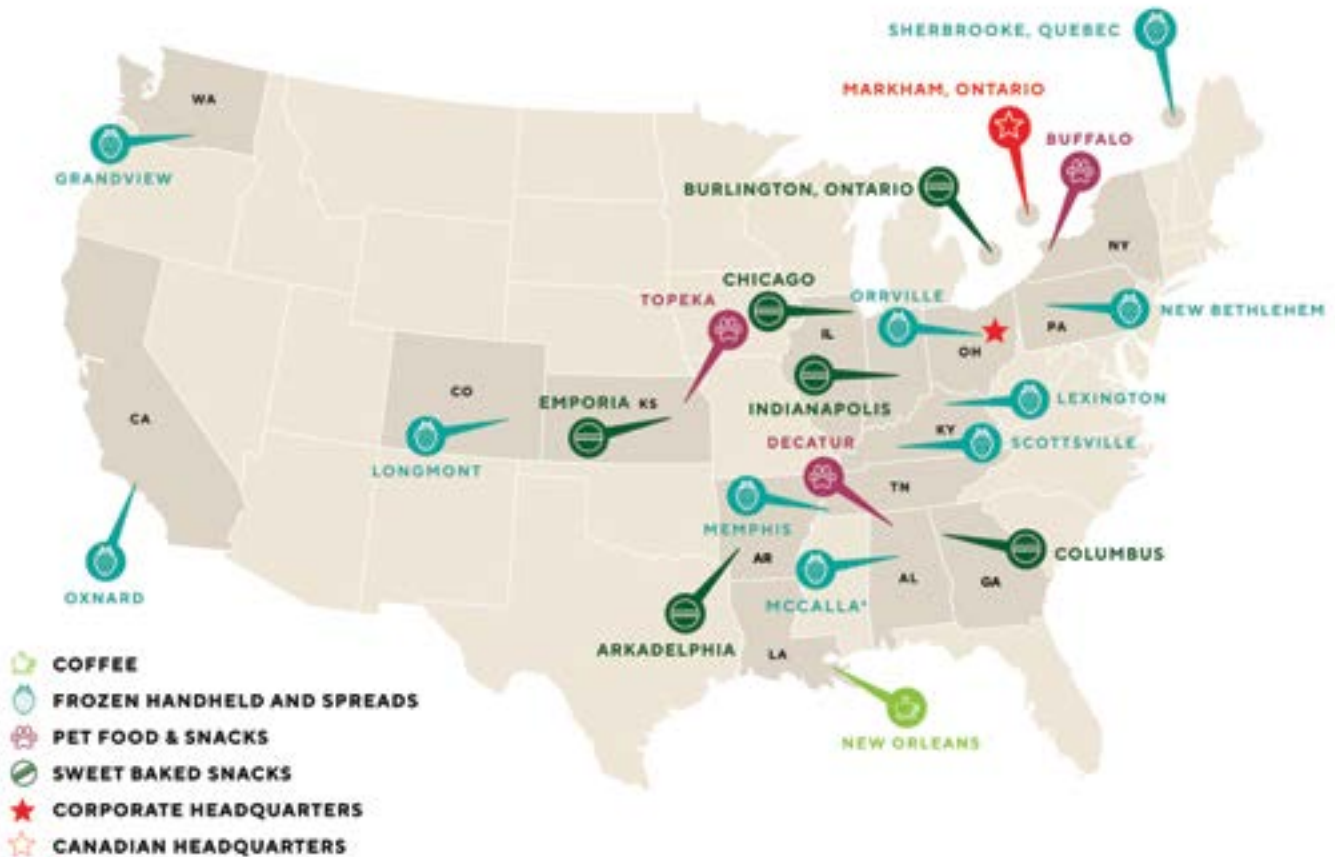 SHERBROOKE, QUEBEC
MARKHAM, ONTARIO
WA
BUFFALO
GRANDVIEW
BURLINGTON, ONTARIO
NY
CHICAGO
TOPEKA
ORRVILLE
NEW BETHLEHEM
IL
PA
OH
CO
EMPORIA
KS
LEXINGTON
INDIANAPOLIS
CA
KY
DECATUR
SCOTTSVILLE
LONGMONT
TN
MEMPHIS
COLUMBUS
AR
AL
GA
OXNARD
MCCALLA*
ARKADELPHIA
LA
NEW ORLEANS
COFFEE
FROZEN HANDHELD AND SPREADS
PET FOOD & SNACKS
SWEET BAKED SNACKS
CORPORATE HEADQUARTERS
CANADIAN HEADQUARTERS